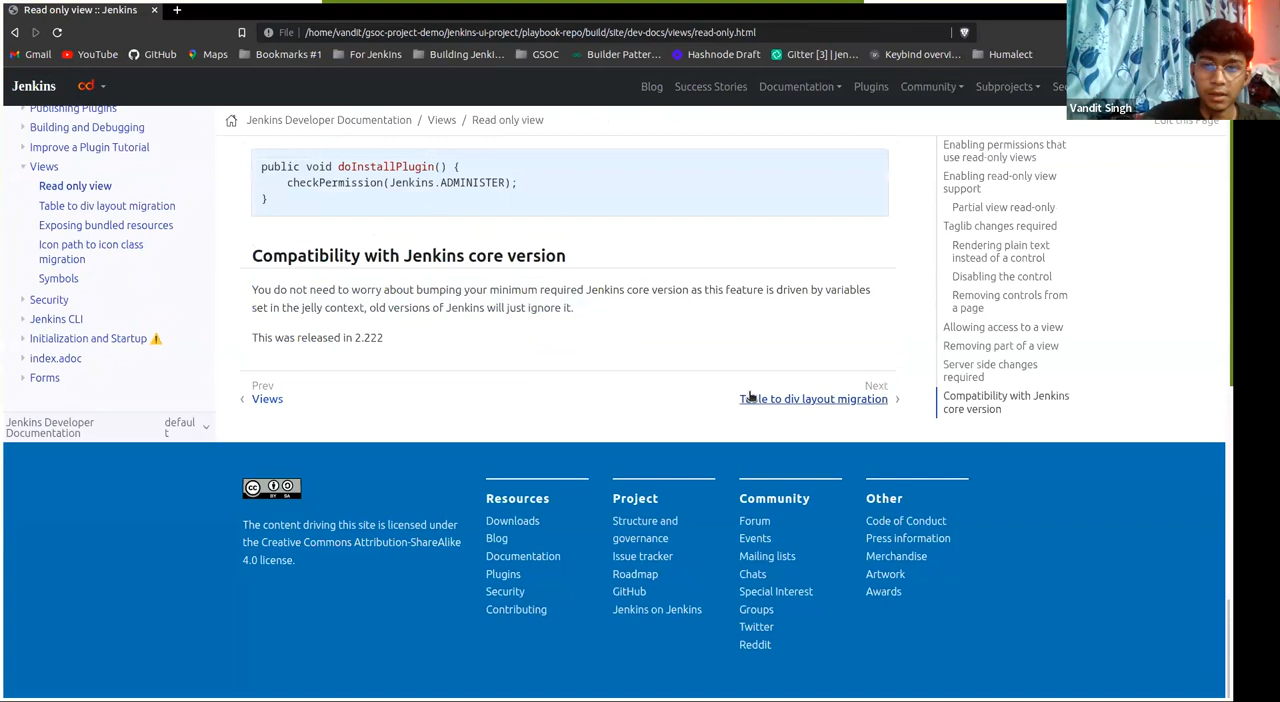 Read only view :: Jenkins
File
/home/vandit/gsoc-project-demo/jenkins-ui-project/playbook-repo/build/site/dev-docs/views/read-only.html
Gmail
YouTube
GitHub
Maps
Bookmarks #1
For Jenkins
Building Jenki...
GSOC
Builder Patter...
Hashnode Draft
Gitter [3] | Jen...
Keybind overvi...
Humalect
Vandit Singh
Jenkins
cd
Blog
Success Stories
Documentation
Plugins
Community
Subprojects
Publishing Plugins
Building and Debugging
Improve a Plugin Tutorial
Views
Read only view
Table to div layout migration
Exposing bundled resources
Icon path to icon class
migration
Symbols
Security
Jenkins CLI
Initialization and Startup ⚠️
index.adoc
Forms
Jenkins Developer
Documentation
defaul
t
Jenkins Developer Documentation / Views / Read only view
Edit this Page
public void doInstallPlugin() {
checkPermission(Jenkins.ADMINISTER);
}
Compatibility with Jenkins core version
You do not need to worry about bumping your minimum required Jenkins core version as this feature is driven by variables
set in the jelly context, old versions of Jenkins will just ignore it.
This was released in 2.222
Prev
Views
Next
Table to div layout migration
Enabling permissions that
use read-only views
Enabling read-only view
support
Partial view read-only
Taglib changes required
Rendering plain text
instead of a control
Disabling the control
Removing controls from
a page
Allowing access to a view
Removing part of a view
Server side changes
required
Compatibility with Jenkins
core version
CC BY SA
The content driving this site is licensed under
the Creative Commons Attribution-ShareAlike
4.0 license.
Resources
Downloads
Blog
Documentation
Plugins
Security
Contributing
Project
Structure and
governance
Issue tracker
Roadmap
GitHub
Jenkins on Jenkins
Community
Forum
Events
Mailing lists
Chats
Special Interest
Groups
Twitter
Reddit
Other
Code of Conduct
Press information
Merchandise
Artwork
Awards